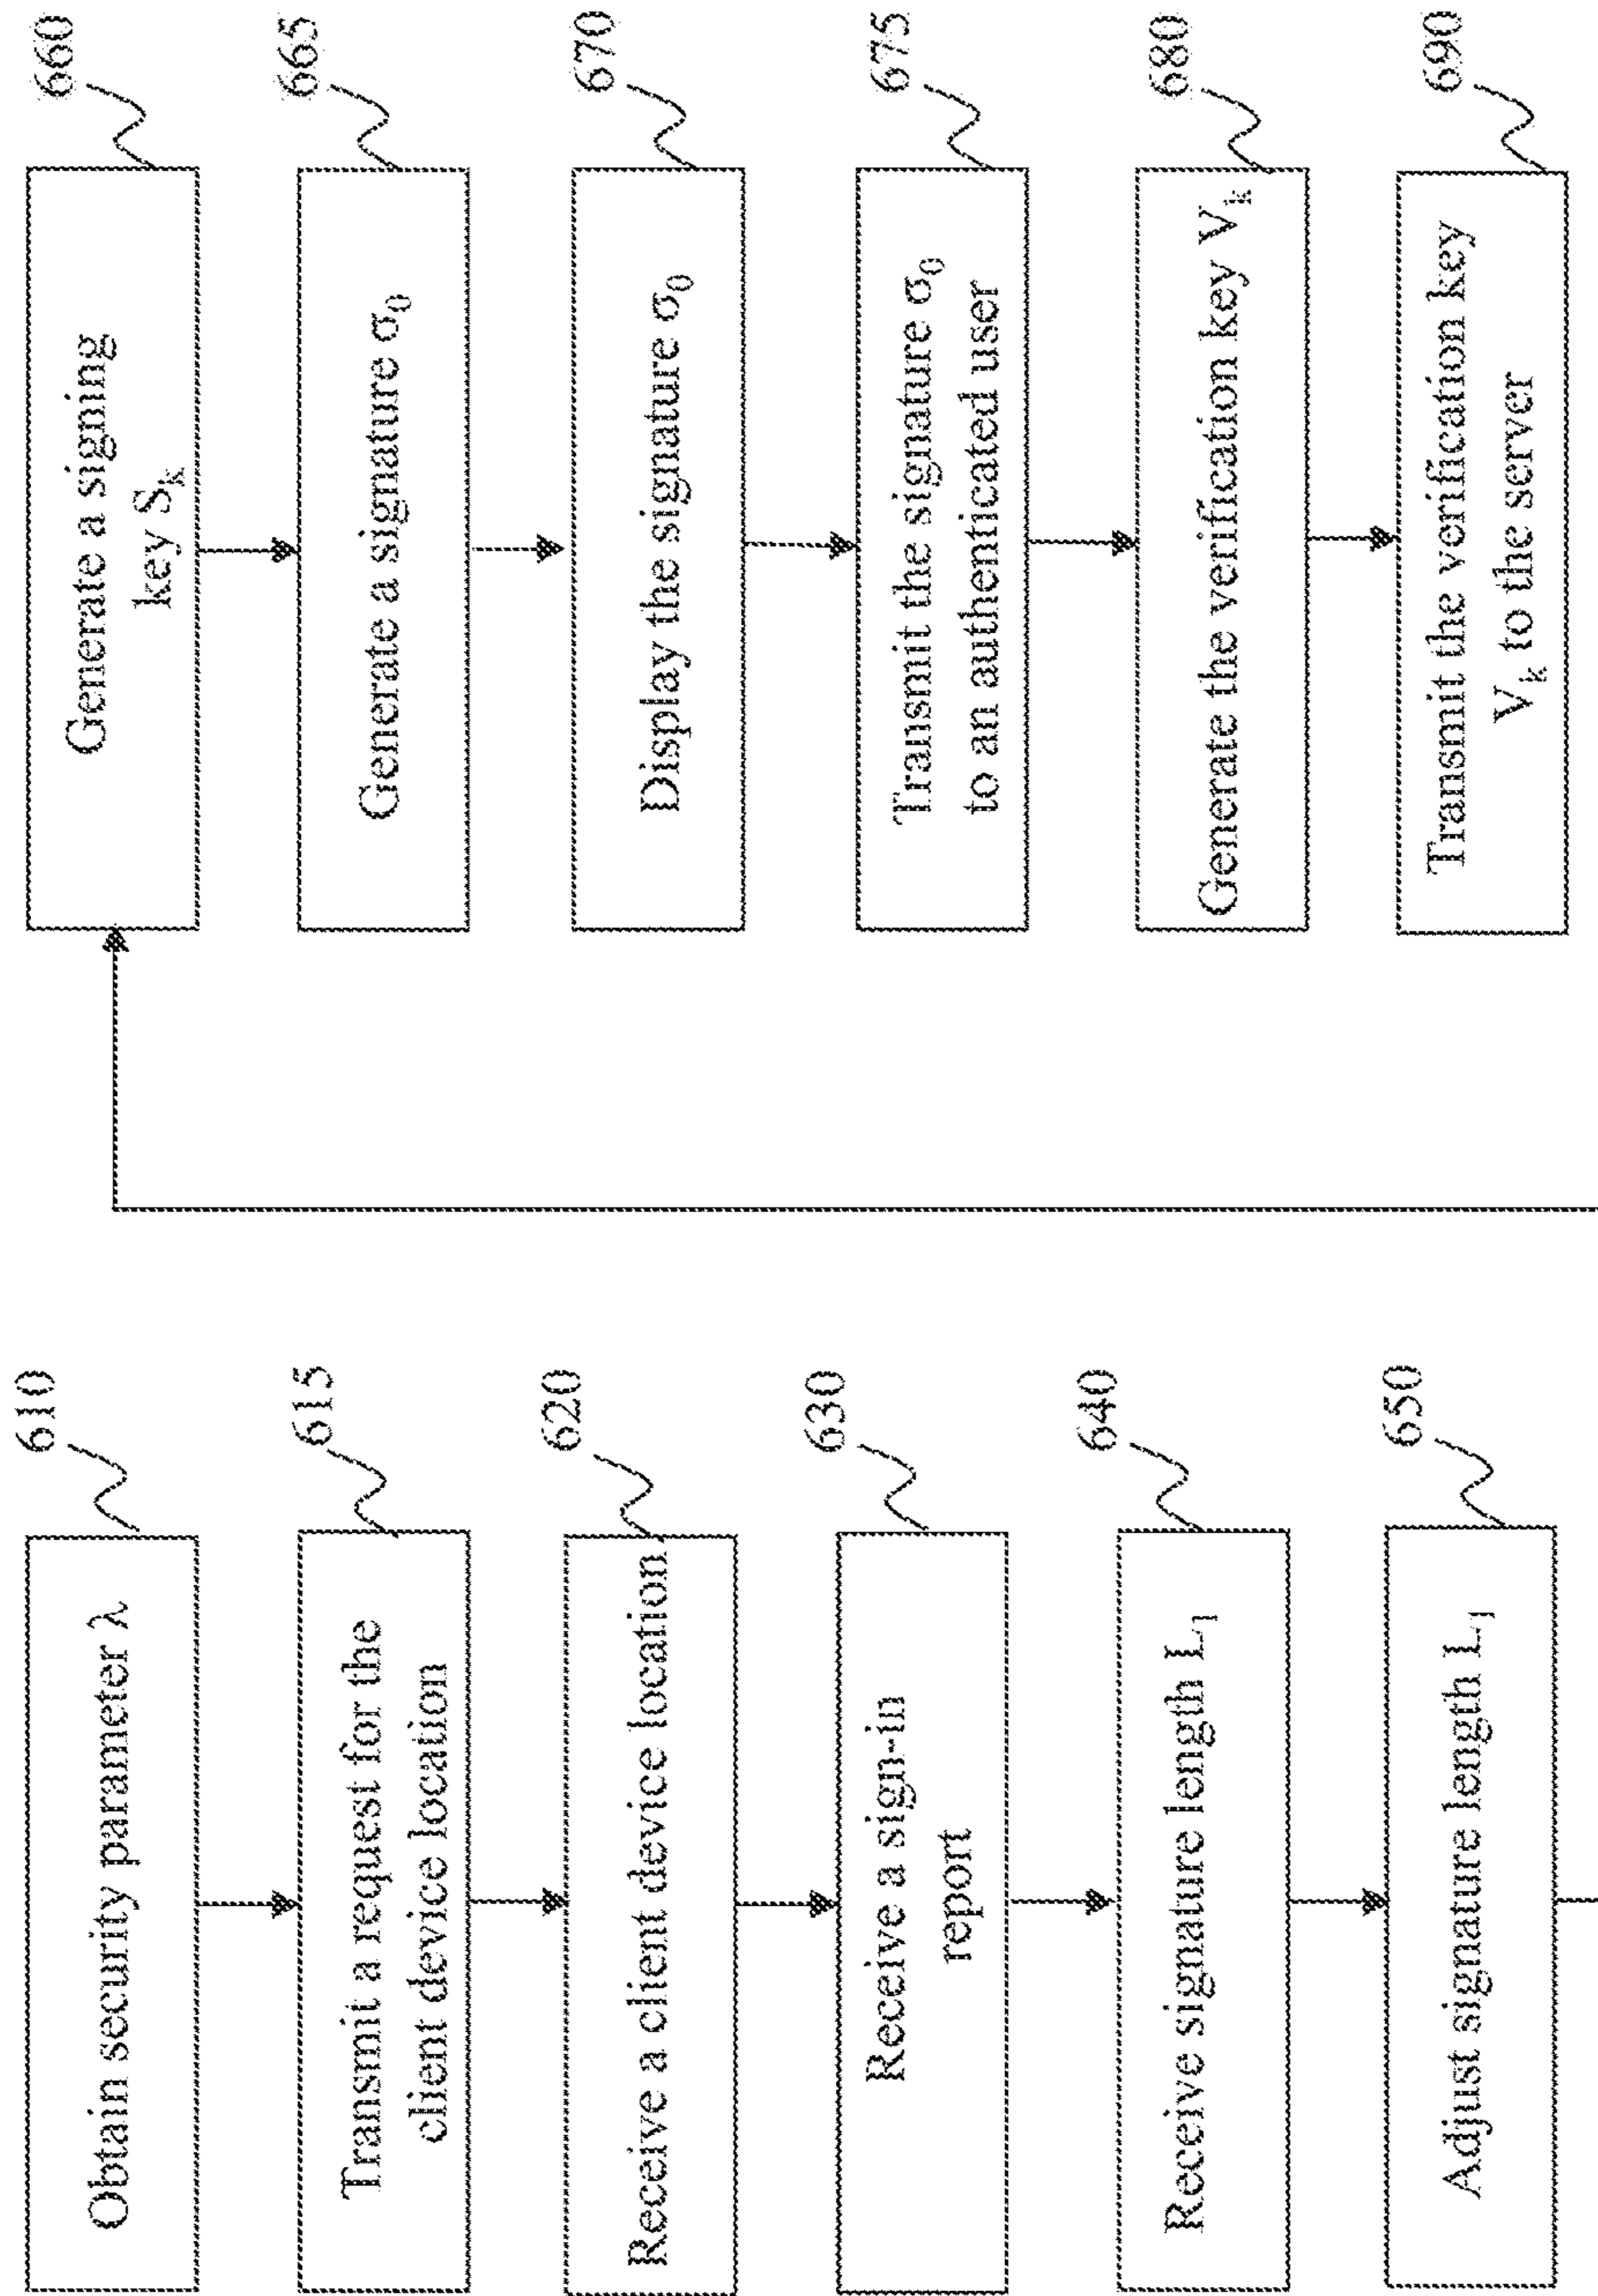 610
Obtain security parameter λ
615
Transmit a request for the
client device location
620
Receive a client device location
630
Receive a sign-in
report
640
Receive signature length L₁
650
Adjust signature length L₁
660
Generate a signing
key Sₖ
665
Generate a signature σ₀
670
Display the signature σ₀
675
Transmit the signature σ₀
to an authenticated user
680
Generate the verification key Vₖ
690
Transmit the verification key
Vₖ to the server